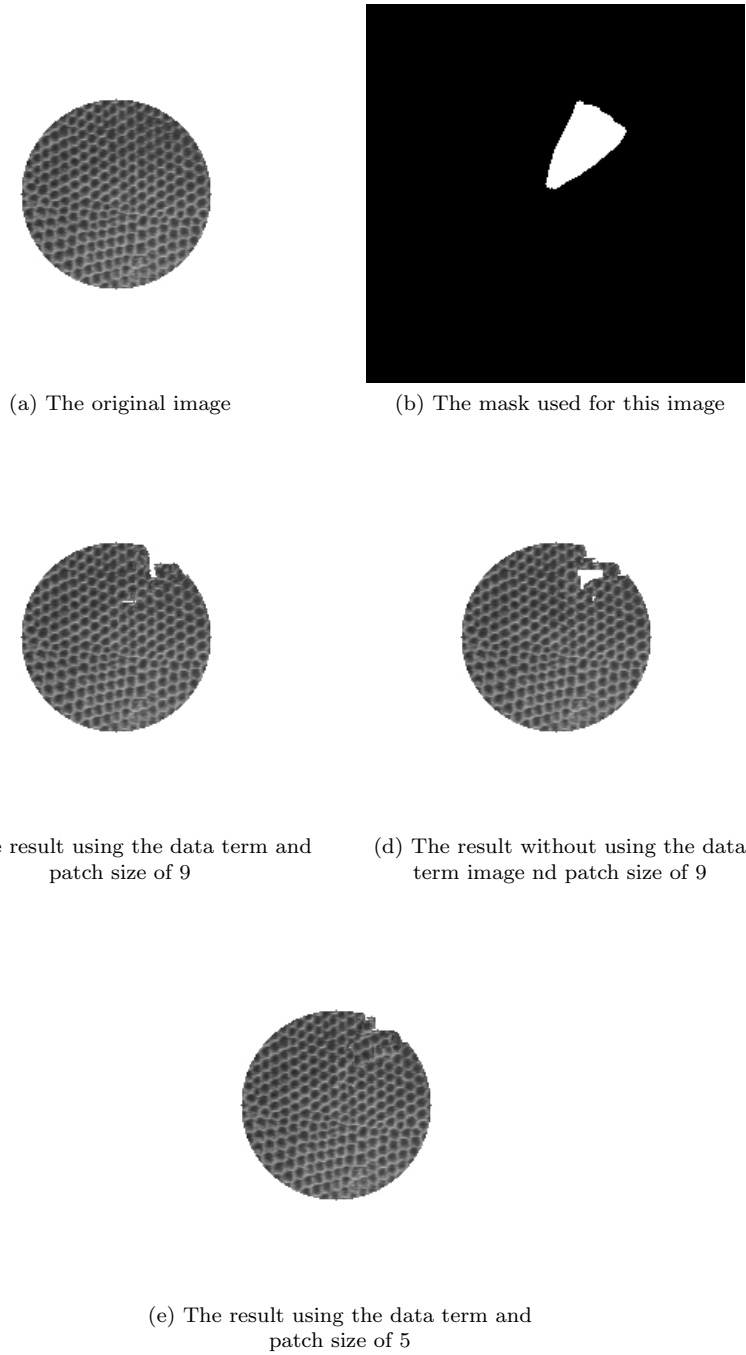 (a) The original image
(b) The mask used for this image
result using the data term and
patch size of 9
(d) The result without using the data
term image nd patch size of 9
(e) The result using the data term and
patch size of 5